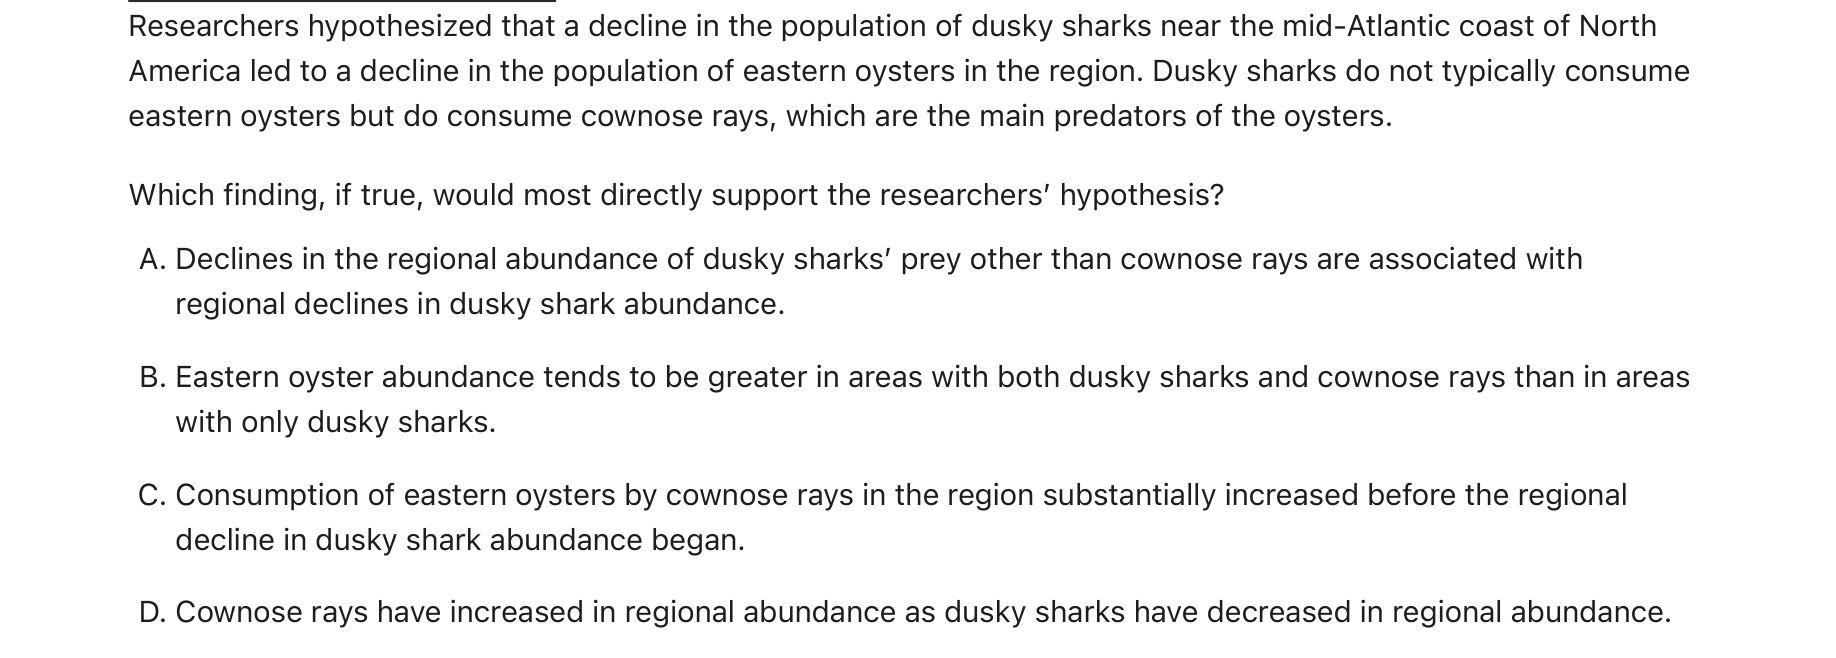 Researchers hypothesized that a decline in the population of dusky sharks near the mid-Atlantic coast of North
America led to a decline in the population of eastern oysters in the region. Dusky sharks do not typically consume
eastern oysters but do consume cownose rays, which are the main predators of the oysters.
Which finding, if true, would most directly support the researchers’ hypothesis?
A. Declines in the regional abundance of dusky sharks’ prey other than cownose rays are associated with
regional declines in dusky shark abundance.
B. Eastern oyster abundance tends to be greater in areas with both dusky sharks and cownose rays than in areas
with only dusky sharks.
C. Consumption of eastern oysters by cownose rays in the region substantially increased before the regional
decline in dusky shark abundance began.
D. Cownose rays have increased in regional abundance as dusky sharks have decreased in regional abundance.